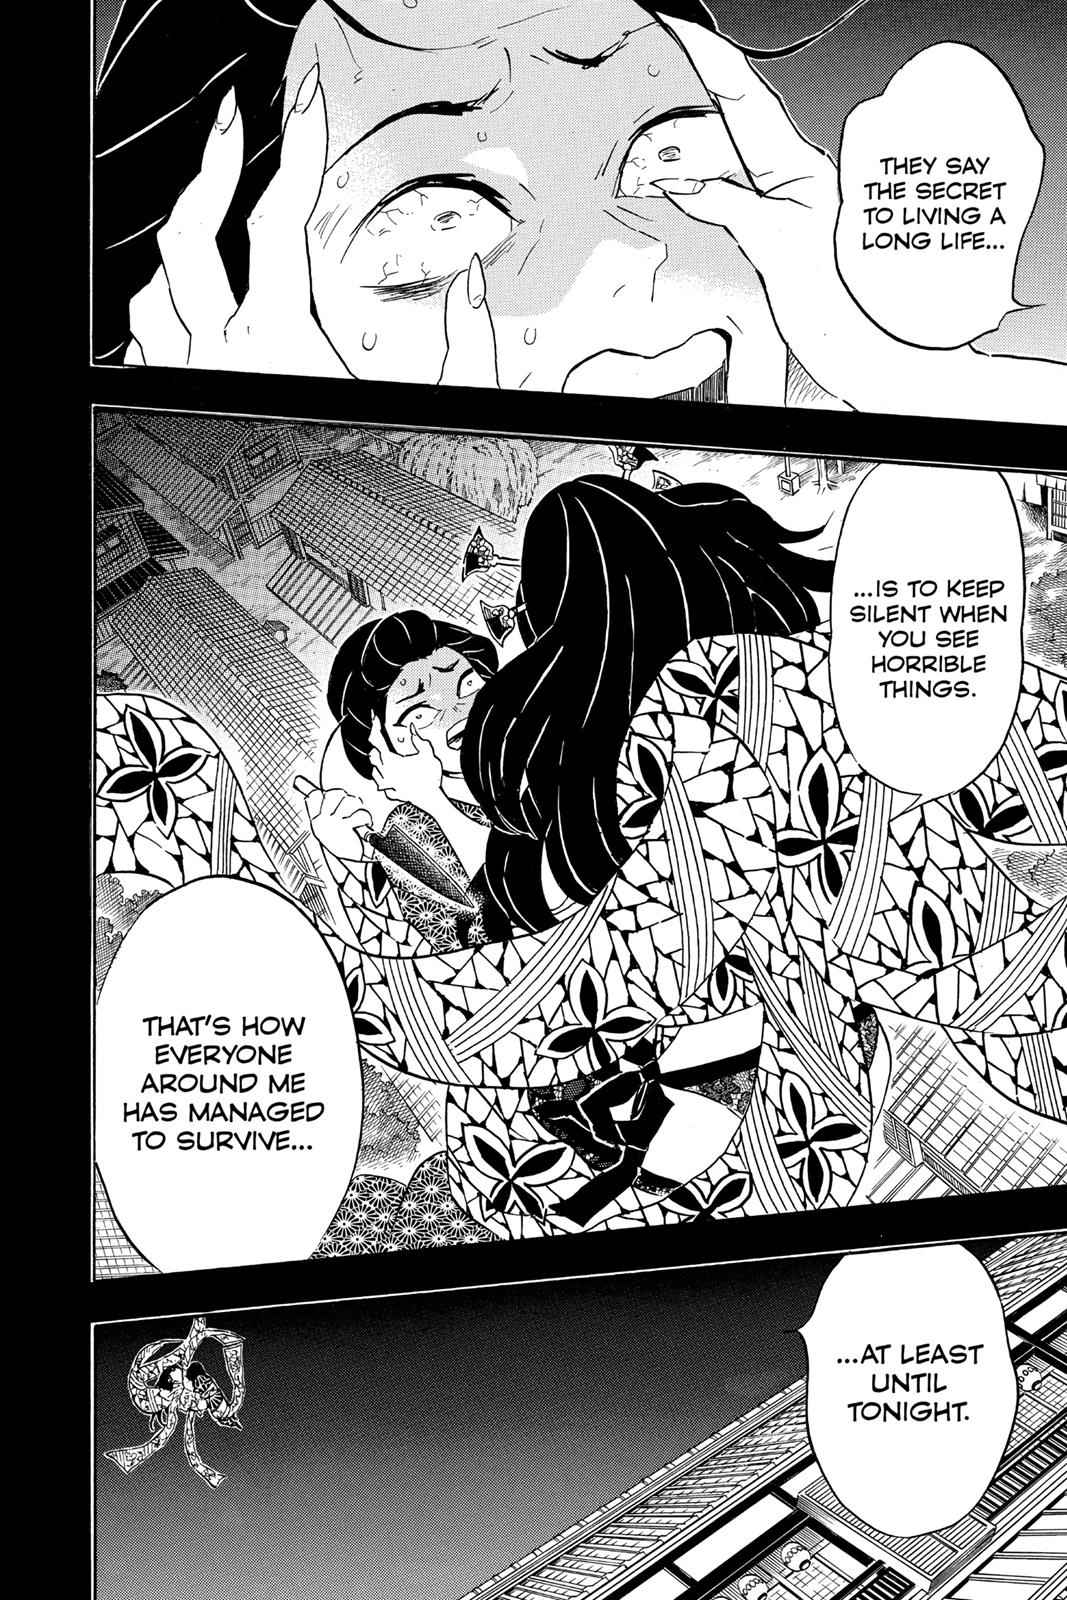 THEY SAY
THE SECRET
TO LIVING A
LONG LIFE...
...IS TO KEEP
SILENT WHEN
YOU SEE
HORRIBLE
THINGS.
THAT'S HOW
EVERYONE
AROUND ME
HAS MANAGED
TO SURVIVE...
...AT LEAST
UNTIL
TONIGHT.